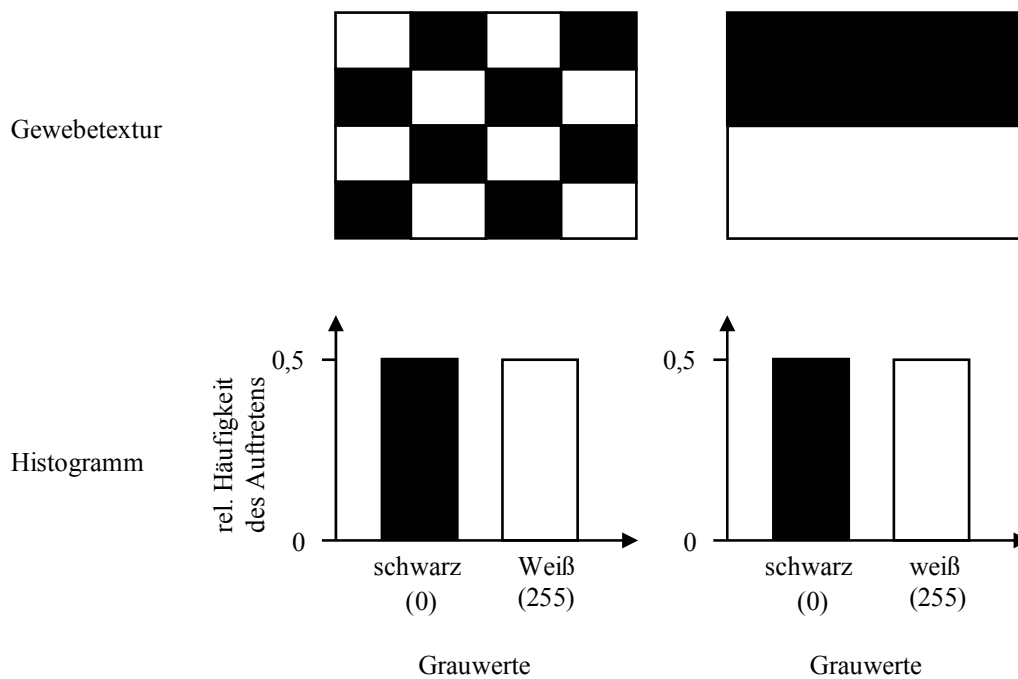 Gewebetextur
Histogramm
rel. Häufigkeit
des Auftretens
0,5
0
schwarz
(0)
Weiß
(255)
Grauwerte
0,5
0
schwarz
(0)
weiß
(255)
Grauwerte